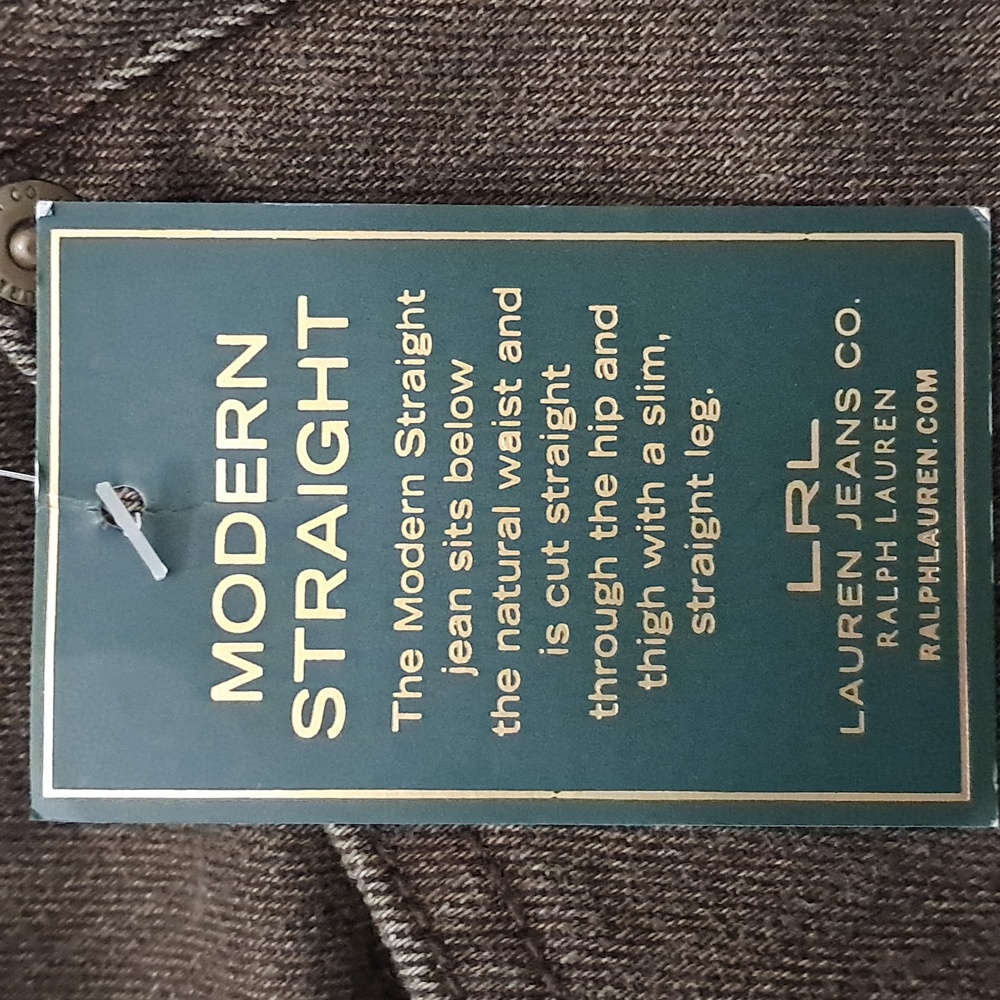 MODERN
STRAIGHT
The Modern Straight
jean sits below
the natural waist and
is cut straight
through the hip and
thigh with a slim,
straight leg.
LRL
LAUREN JEANS CO.
RALPH LAUREN
RALPHLAUREN.COM